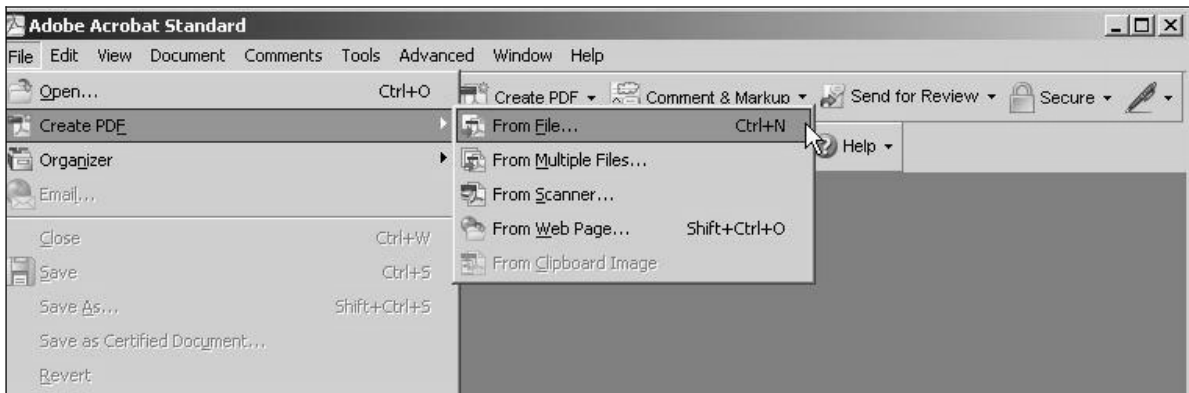 Adobe Acrobat Standard
File Edit View Document Comments Tools Advanced Window Help
Open... Ctrl+O
Create PDF Comment & Markup Send for Review Secure
Create PDF
From File... Ctrl+N
Help
Organizer
From Multiple Files...
Email...
From Scanner...
Close Ctrl+W
From Web Page... Shift+Ctrl+O
Save Ctrl+S
From Clipboard Image
Save As... Shift+Ctrl+S
Save as Certified Document...
Revert